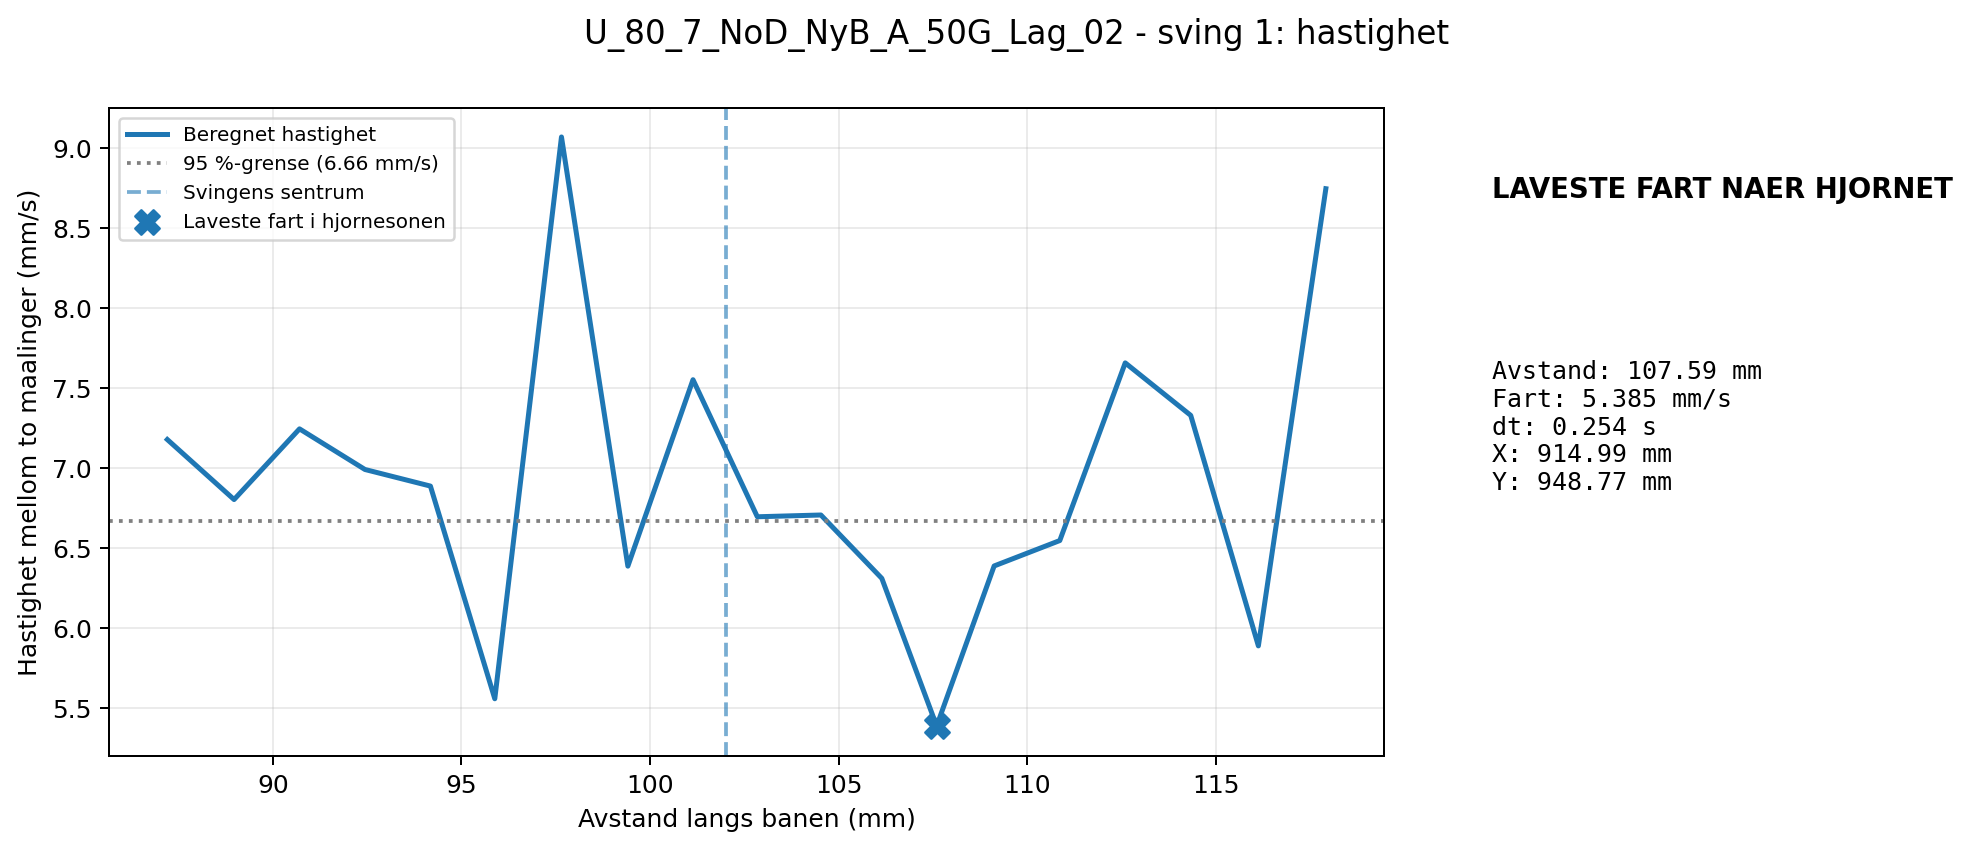 U_80_7_NoD_NyB_A_50G_Lag_02 - sving 1: hastighet
Hastighet mellom to maalinger (mm/s)
9.0
8.5
8.0
7.5
7.0
6.5
6.0
5.5
Beregnet hastighet
95 %-grense (6.66 mm/s)
Svingens sentrum
Laveste fart i hjornesonen
90
95
100
105
110
115
Avstand langs banen (mm)
LAVESTE FART NAER HJORNET
Avstand: 107.59 mm
Fart: 5.385 mm/s
dt: 0.254 s
X: 914.99 mm
Y: 948.77 mm